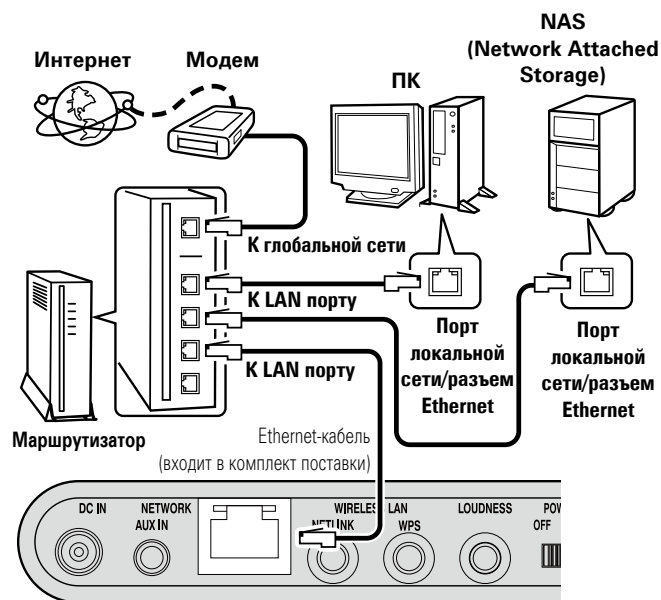 NAS
(Network Attached
Storage)
Интернет
Модем
ПК
К глобальной сети
К LAN порту
К LAN порту
Порт
локальной
сети/разъем
Ethernet
Порт
локальной
сети/разъем
Ethernet
Маршрутизатор
Ethernet-кабель
(входит в комплект поставки)
DC IN
NETWORK
AUX IN
WIRELESS LAN
NETLINK
WPS
LOUDNESS
POW
OFF